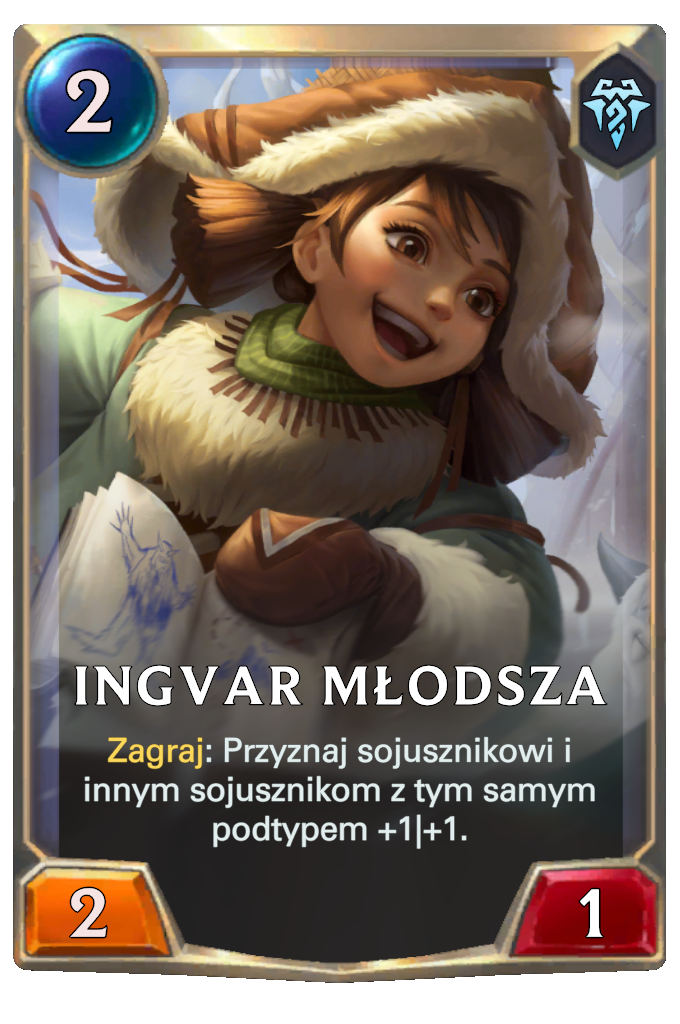 2
INGVAR MŁODSZA
Zagraj: Przyznaj sojusznikowi i
innym sojusznikom z tym samym
podtypem +1|+1.
2
1